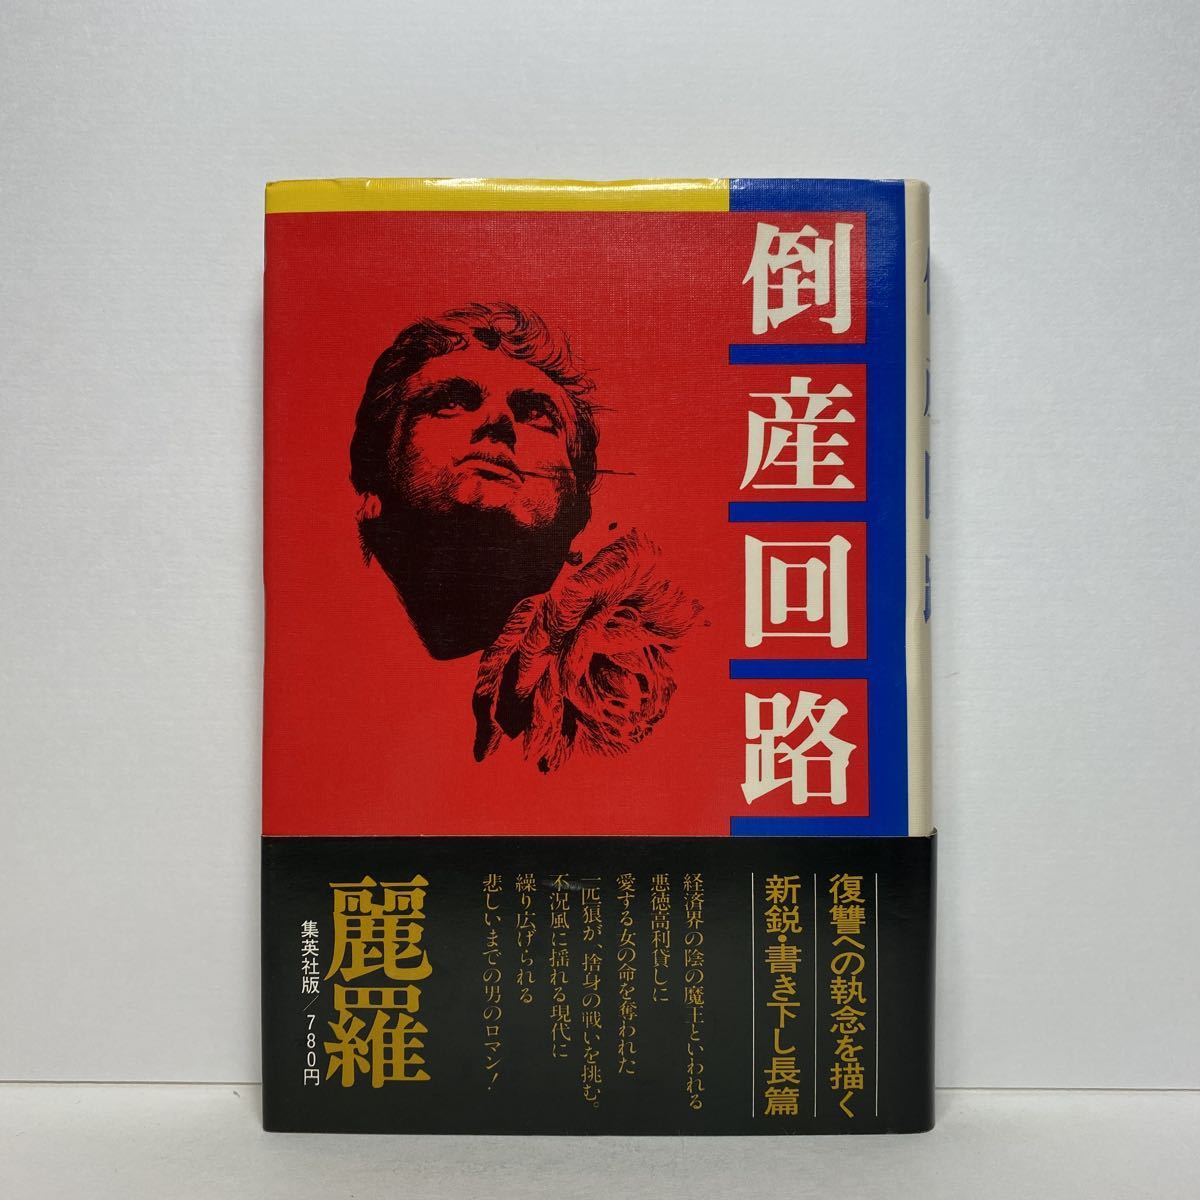 倒産回路
復讐への執念を描く
新鋭・書き下し長篇
経済界の陰の魔王といわれる
悪徳高利貸しに
愛する女の命を奪われた
一匹狼が、捨身の戦いを挑む。
不況風に揺れる現代に
繰り広げられる
悲しいまでの男のロマン!
麗羅
集英社版/780円